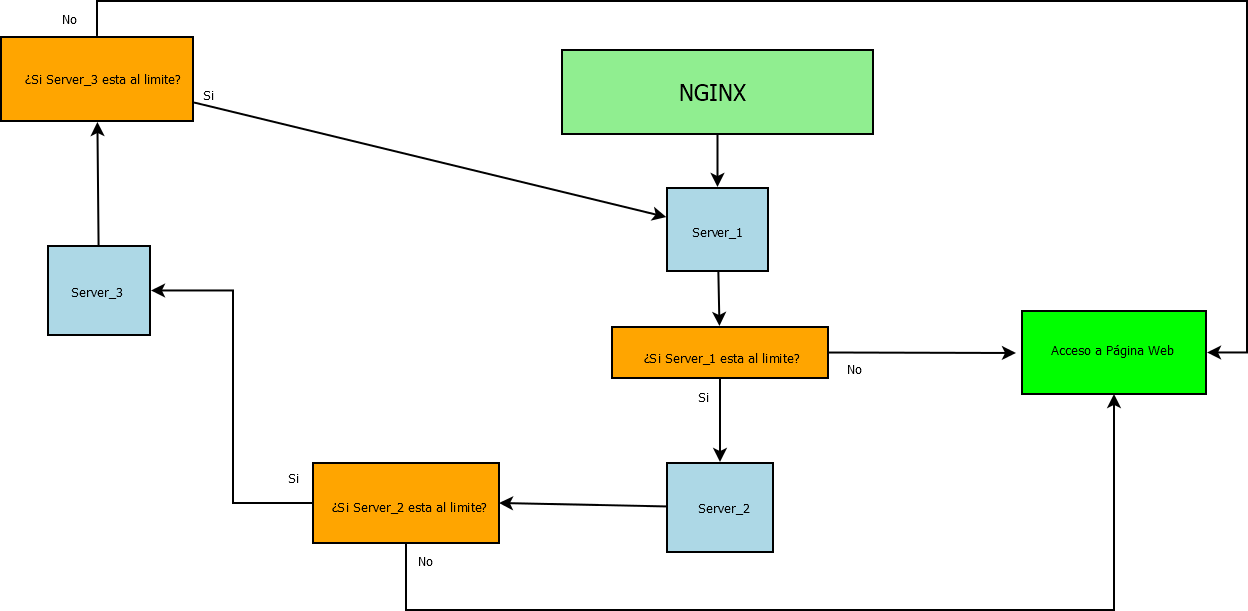 No
¿Si Server_3 esta al limite?
Si
NGINX
Server_1
Server_3
¿Si Server_1 esta al limite?
No
Acceso a Página Web
Si
Si
¿Si Server_2 esta al limite?
Server_2
No